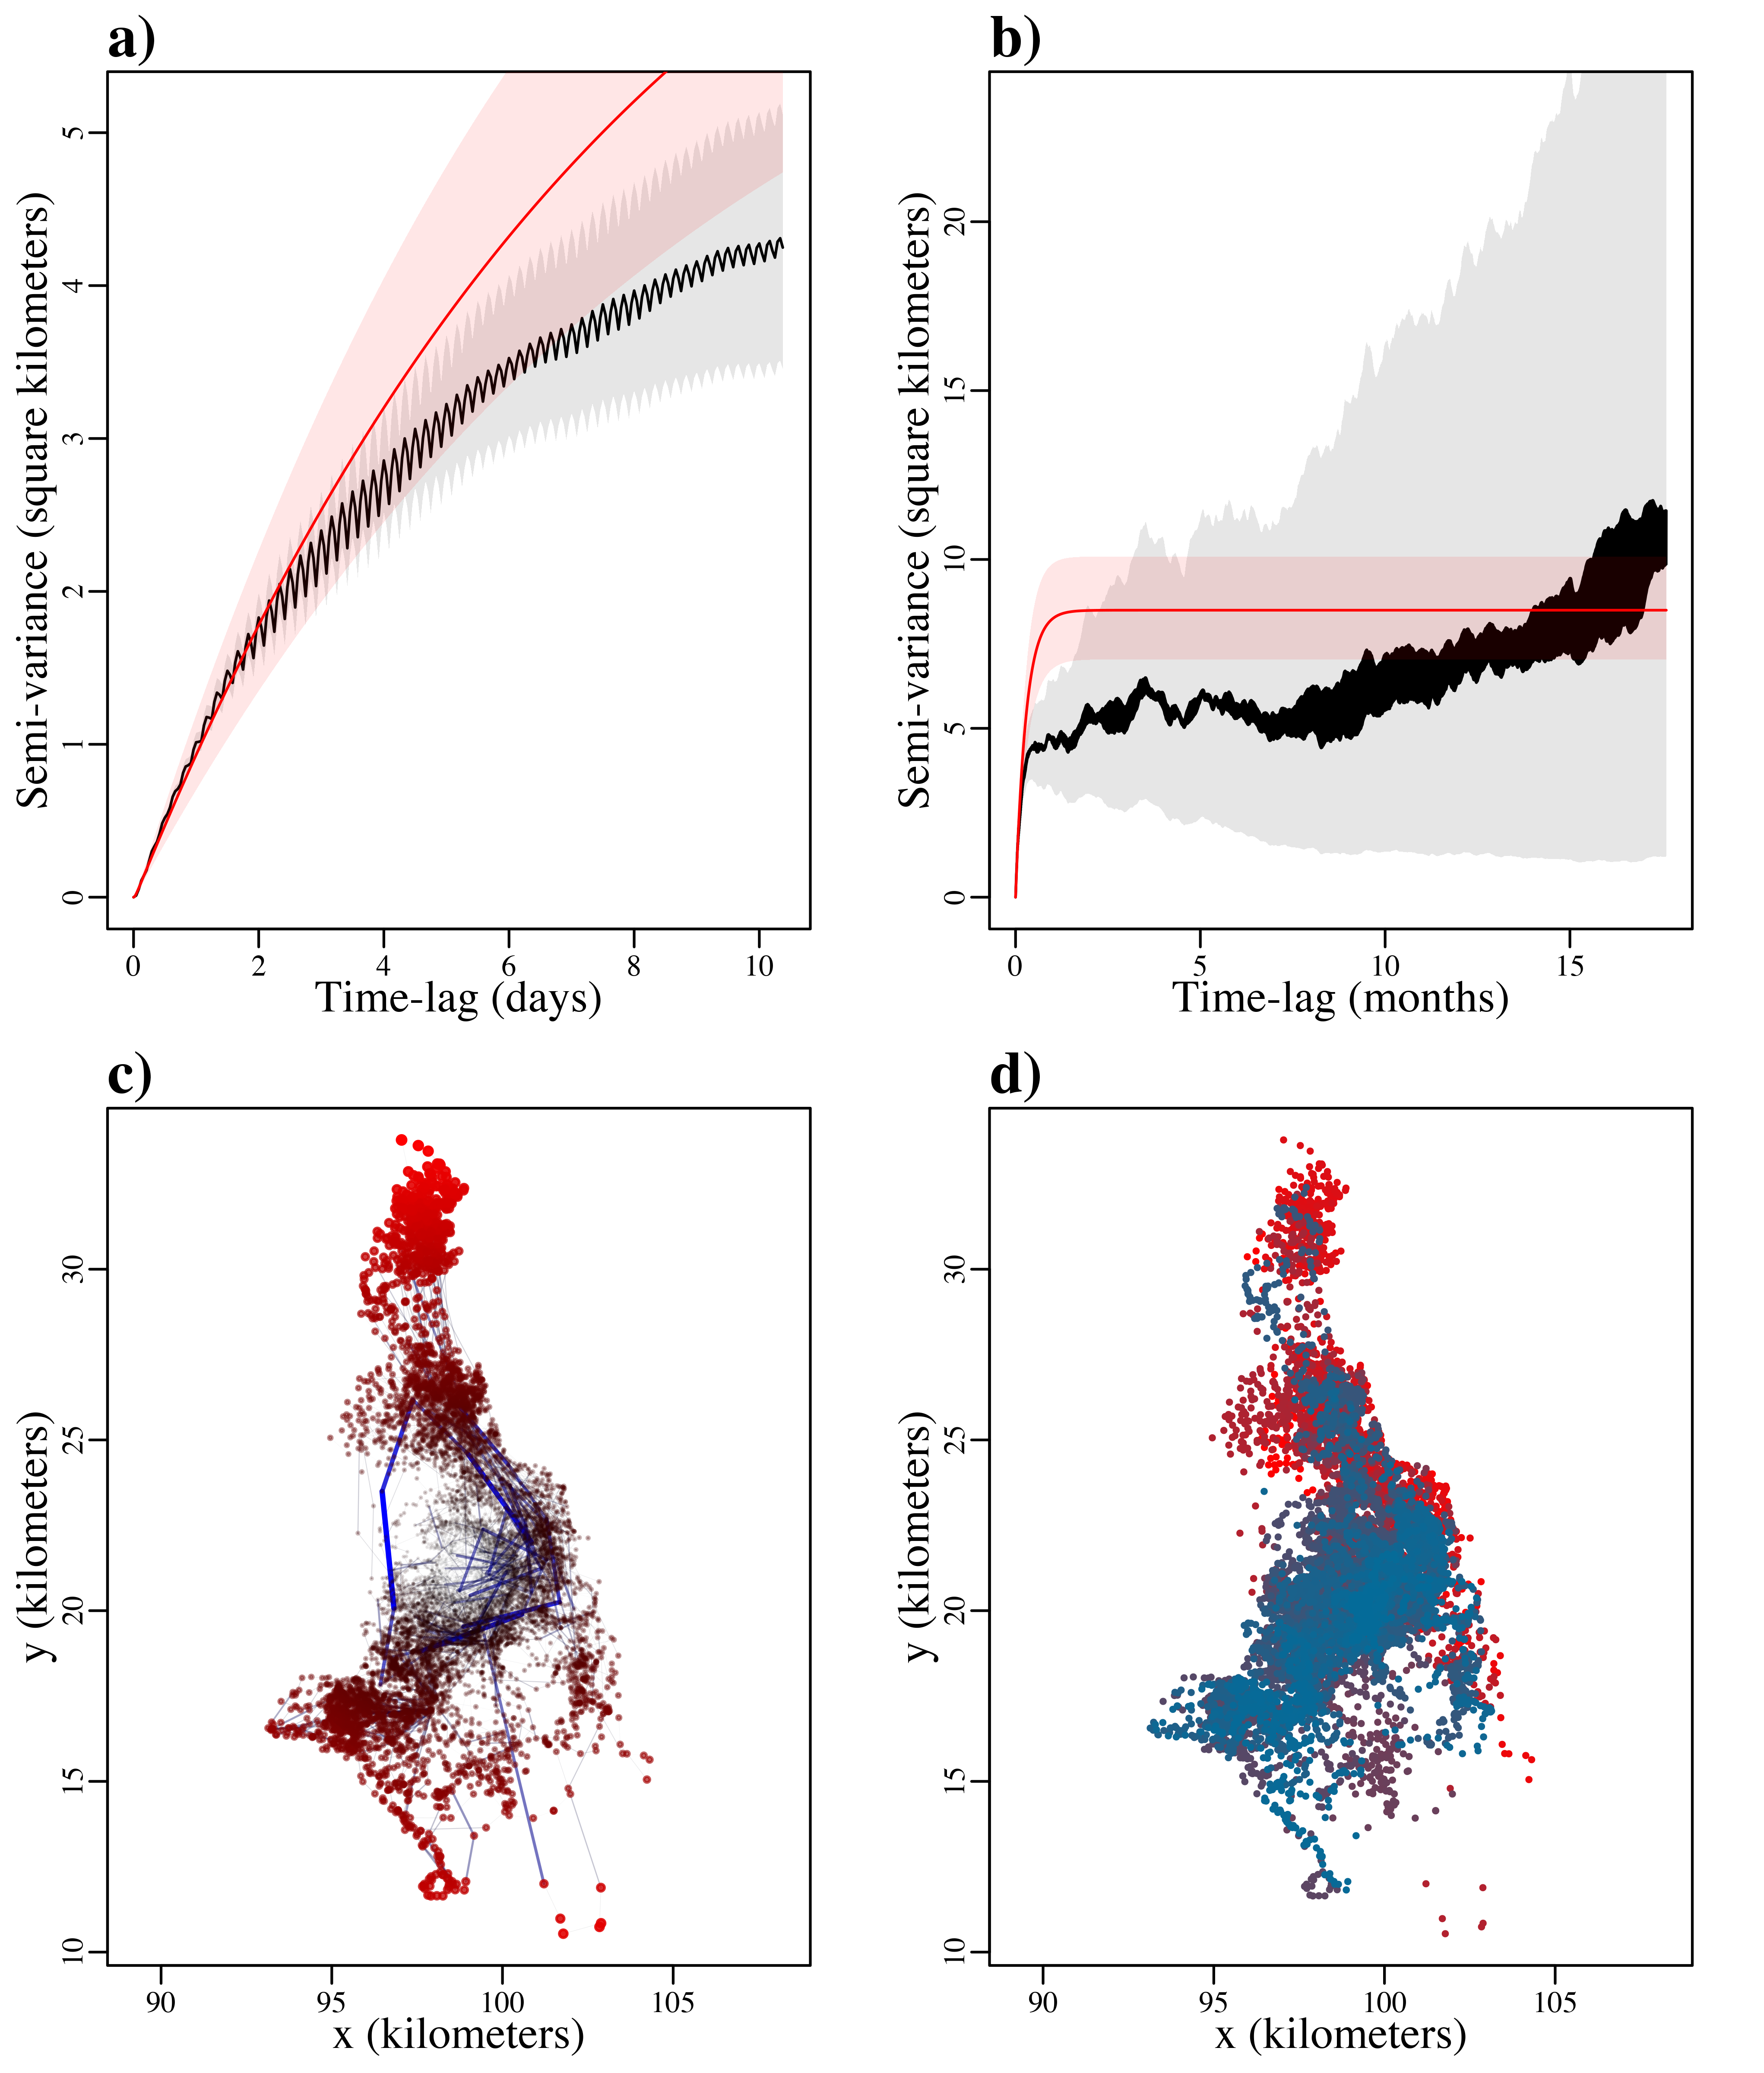 a)
Semi-variance (square kilometers)
0 1 2 3 4 5
0 2 4 6 8 10
Time-lag (days)
b)
Semi-variance (square kilometers)
0 5 10 15 20
0 5 10 15
Time-lag (months)
c)
y (kilometers)
10 15 20 25 30
90 95 100 105
x (kilometers)
d)
y (kilometers)
10 15 20 25 30
90 95 100 105
x (kilometers)